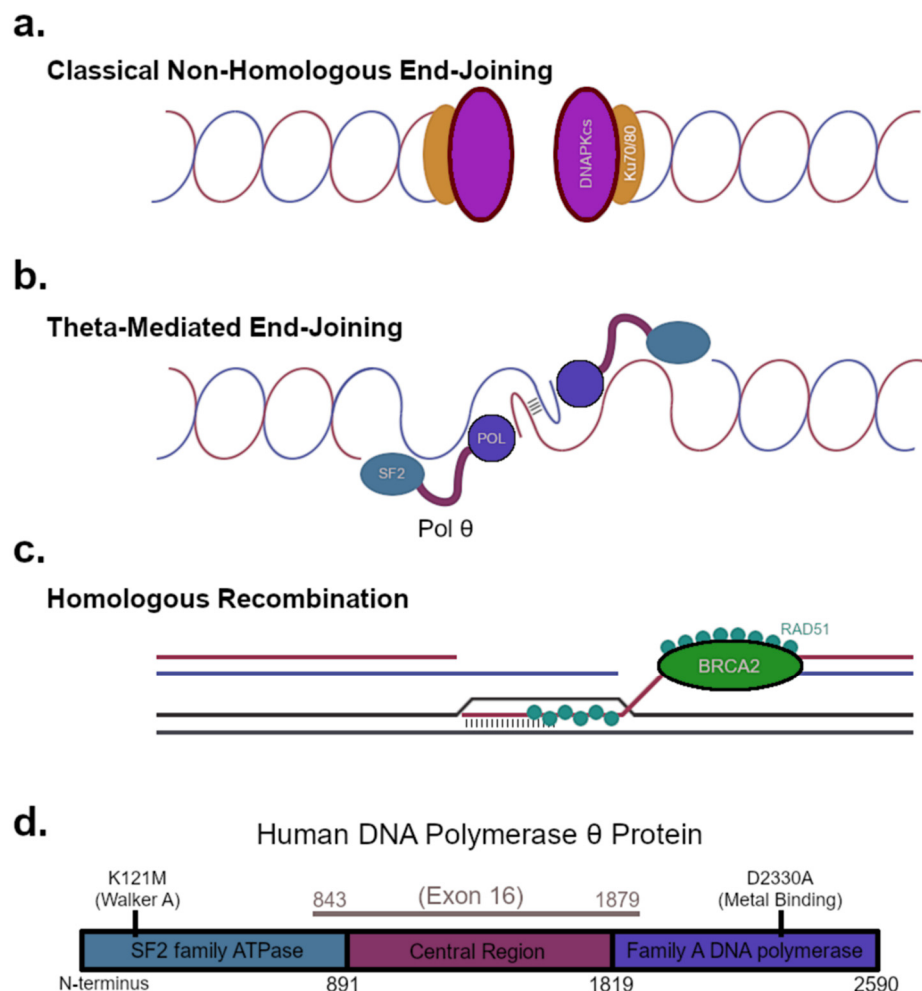 a.
Classical Non-Homologous End-Joining
DNAPKcs
Ku70/80
b.
Theta-Mediated End-Joining
POL
SF2
Pol θ
c.
Homologous Recombination
RAD51
BRCA2
d.
Human DNA Polymerase θ Protein
K121M
(Walker A)
843 (Exon 16) 1879
D2330A
(Metal Binding)
SF2 family ATPase Central Region Family A DNA polymerase
N-terminus 891 1819 2590